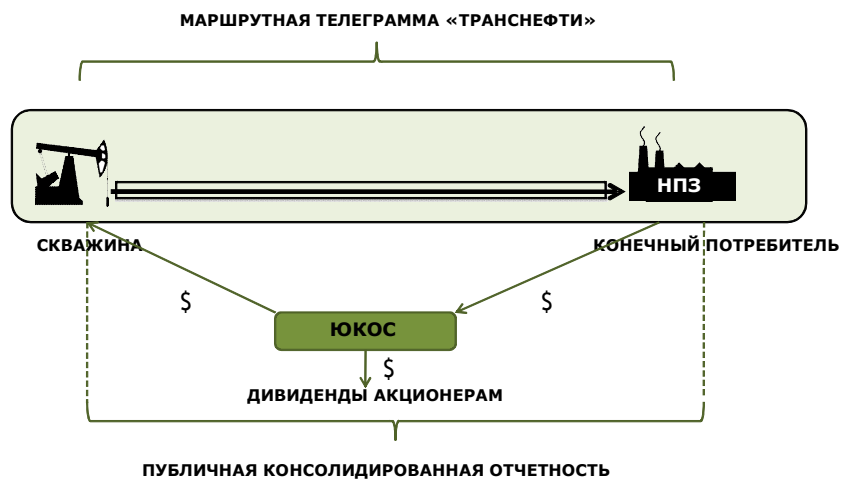 МАРШРУТНАЯ ТЕЛЕГРАММА «ТРАНСНЕФТИ»
НПЗ
СКВАЖИНА
КОНЕЧНЫЙ ПОТРЕБИТЕЛЬ
$
$
ЮКОС
$
ДИВИДЕНДЫ АКЦИОНЕРАМ
ПУБЛИЧНАЯ КОНСОЛИДИРОВАННАЯ ОТЧЕТНОСТЬ